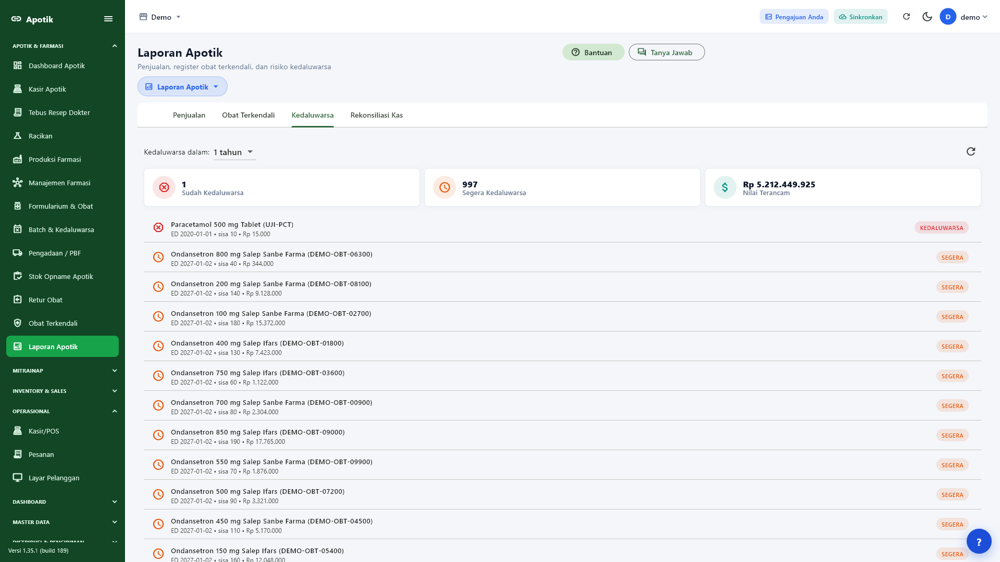 Apotik
APOTIK & FARMASI
Dashboard Apotik
Kasir Apotik
Tebus Resep Dokter
Racikan
Produksi Farmasi
Manajemen Farmasi
Formularium & Obat
Batch & Kedaluwarsa
Pengadaan / PBF
Stok Opname Apotik
Retur Obat
Obat Terkendali
Laporan Apotik
MITRAINAP
INVENTORY & SALES
OPERASIONAL
Kasir/POS
Pesanan
Layar Pelanggan
DASHBOARD
MASTER DATA
DISTRIBUSI & PENGIRIMAN
Versi 1.35.1 (build 189)
Demo
Pengajuan Anda
Sinkronkan
D
demo
Laporan Apotik
Penjualan, register obat terkendali, dan risiko kedaluwarsa
Bantuan
Tanya Jawab
Laporan Apotik
Penjualan
Obat Terkendali
Kedaluwarsa
Rekonsiliasi Kas
Kedaluwarsa dalam: 1 tahun
1
Sudah Kedaluwarsa
997
Segera Kedaluwarsa
$
Rp 5.212.449.925
Nilai Terancam
Paracetamol 500 mg Tablet (UJI-PCT)
ED 2020-01-01 • sisa 10 • Rp 15.000
KEDALUWARSA
Ondansetron 800 mg Salep Sanbe Farma (DEMO-OBT-06300)
ED 2027-01-02 • sisa 40 • Rp 344.000
SEGERA
Ondansetron 200 mg Salep Sanbe Farma (DEMO-OBT-08100)
ED 2027-01-02 • sisa 140 • Rp 9.128.000
SEGERA
Ondansetron 100 mg Salep Sanbe Farma (DEMO-OBT-02700)
ED 2027-01-02 • sisa 180 • Rp 15.372.000
SEGERA
Ondansetron 400 mg Salep Ifars (DEMO-OBT-01800)
ED 2027-01-02 • sisa 130 • Rp 7.423.000
SEGERA
Ondansetron 750 mg Salep Ifars (DEMO-OBT-03600)
ED 2027-01-02 • sisa 60 • Rp 1.122.000
SEGERA
Ondansetron 700 mg Salep Sanbe Farma (DEMO-OBT-00900)
ED 2027-01-02 • sisa 80 • Rp 2.304.000
SEGERA
Ondansetron 850 mg Salep Ifars (DEMO-OBT-09000)
ED 2027-01-02 • sisa 190 • Rp 17.765.000
SEGERA
Ondansetron 550 mg Salep Sanbe Farma (DEMO-OBT-09900)
ED 2027-01-02 • sisa 70 • Rp 1.876.000
SEGERA
Ondansetron 500 mg Salep Ifars (DEMO-OBT-07200)
ED 2027-01-02 • sisa 90 • Rp 3.321.000
SEGERA
Ondansetron 450 mg Salep Sanbe Farma (DEMO-OBT-04500)
ED 2027-01-02 • sisa 110 • Rp 5.170.000
SEGERA
Ondansetron 150 mg Salep Ifars (DEMO-OBT-05400)
ED 2027-01-02 • sisa 160 • Rp 12.048.000
SEGERA
?